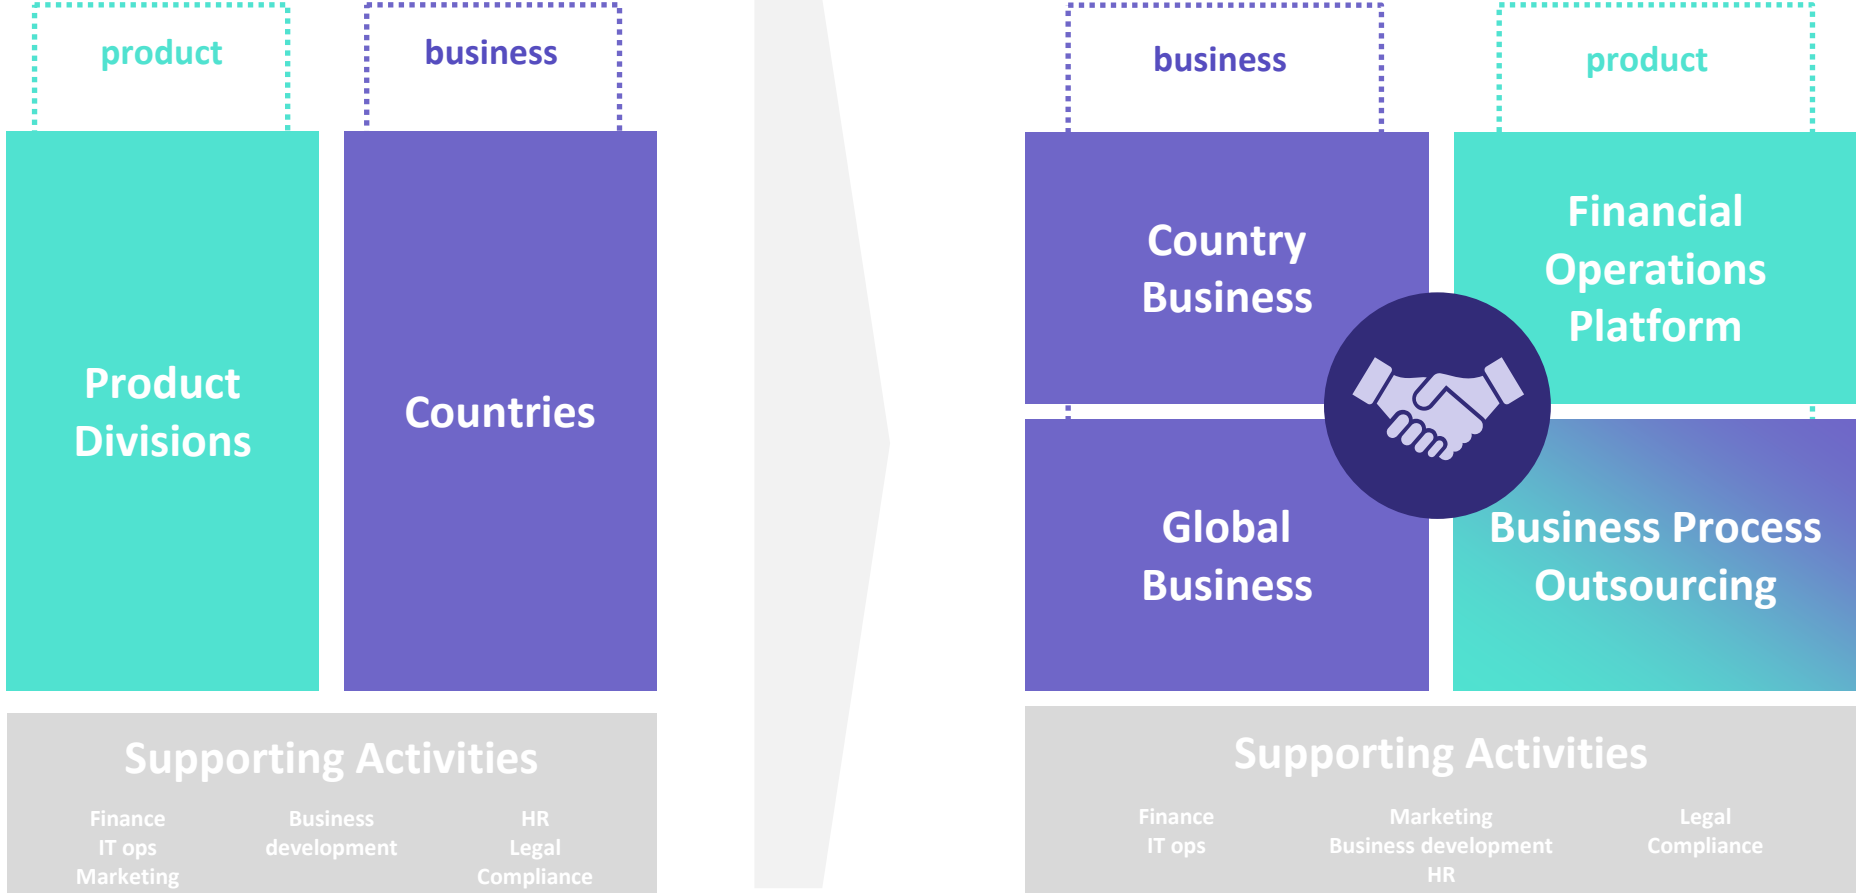 product
business
Product
Divisions
Countries
Supporting Activities
Finance
IT ops
Marketing
Business
development
HR
Legal
Compliance
business
product
Country
Business
Financial
Operations
Platform
Global
Business
Business Process
Outsourcing
Supporting Activities
Finance
IT ops
Marketing
Business development
HR
Legal
Compliance